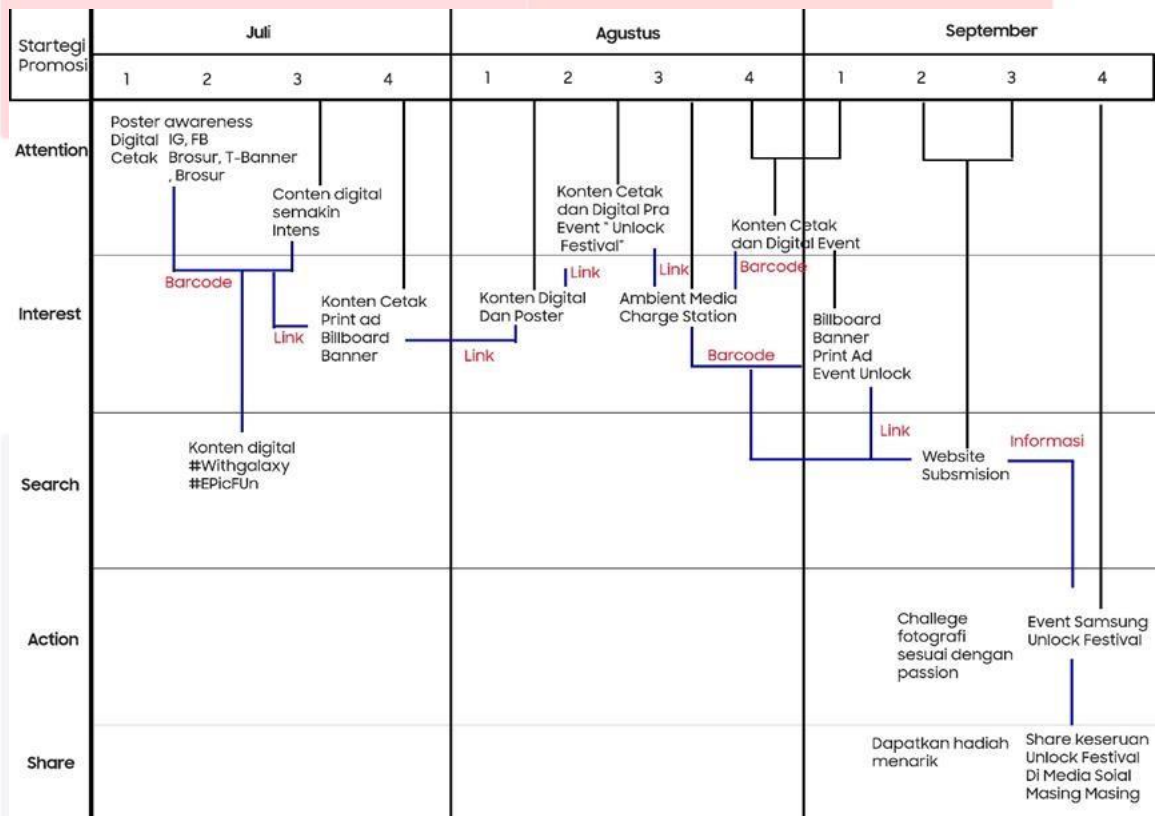 Startegi
Promosi
Juli
Agustus
September
1 2 3 4
1 2 3 4
1 2 3 4
Attention
Poster awareness
Digital IG, FB
Cetak Brosur, T-Banner
, Brosur
Conten digital
semakin
Intens
Konten Cetak
dan Digital Pra
Event " Unlock
Festival"
Konten Cetak
dan Digital Event
Interest
Barcode
Link
Konten Cetak
Print ad
Billboard
Banner
Link
Konten Digital
Dan Poster
Link
Link
Ambient Media
Charge Station
Barcode
Barcode
Billboard
Banner
Print Ad
Event Unlock
Search
Konten digital
#Withgalaxy
#EPicFUn
Link
Website
Subsmision
Informasi
Action
Challege
fotografi
sesuai dengan
passion
Event Samsung
Unlock Festival
Share
Dapatkan hadiah
menarik
Share keseruan
Unlock Festival
Di Media Soial
Masing Masing